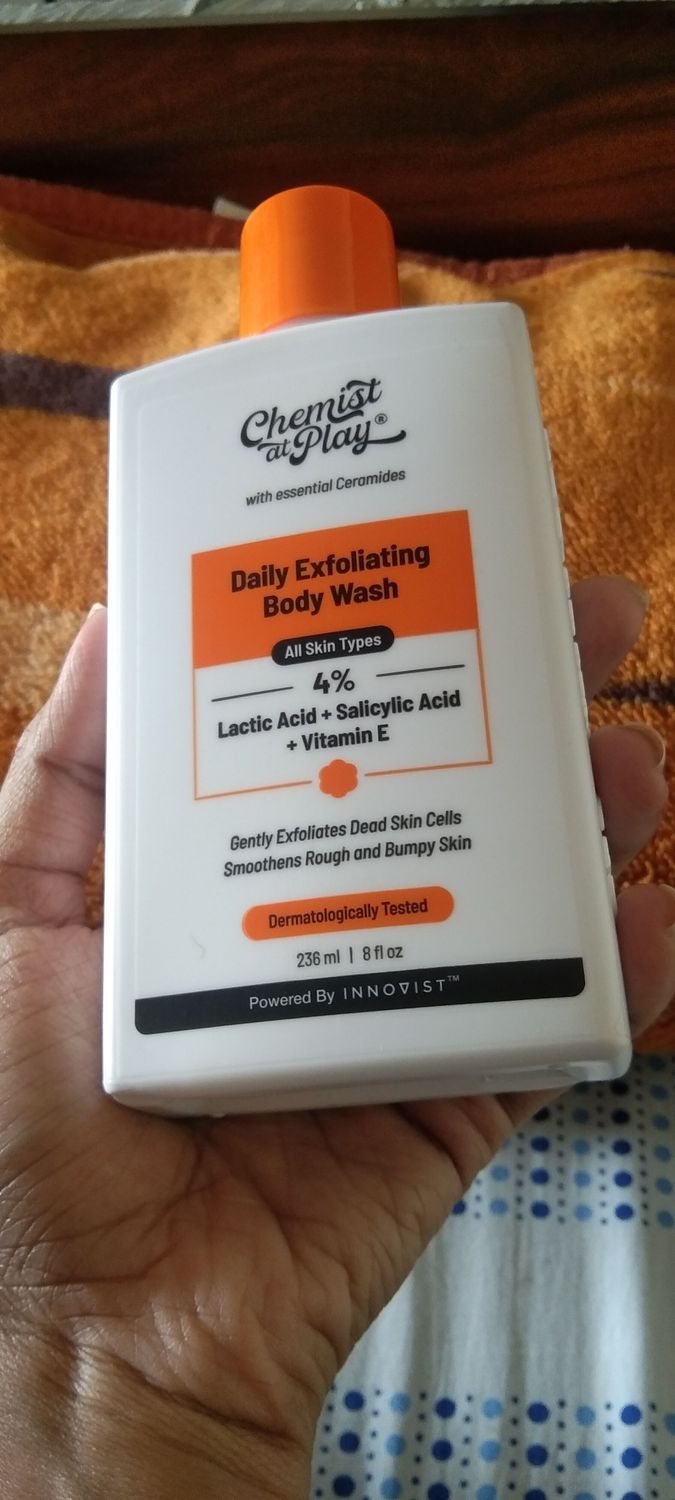 Chemist
at Play®
with essential Ceramides
Daily Exfoliating
Body Wash
All Skin Types
4%
Lactic Acid + Salicylic Acid
+ Vitamin E
Gently Exfoliates Dead Skin Cells
Smoothens Rough and Bumpy Skin
Dermatologically Tested
236 ml | 8 fl oz
Powered By INNOVIST™